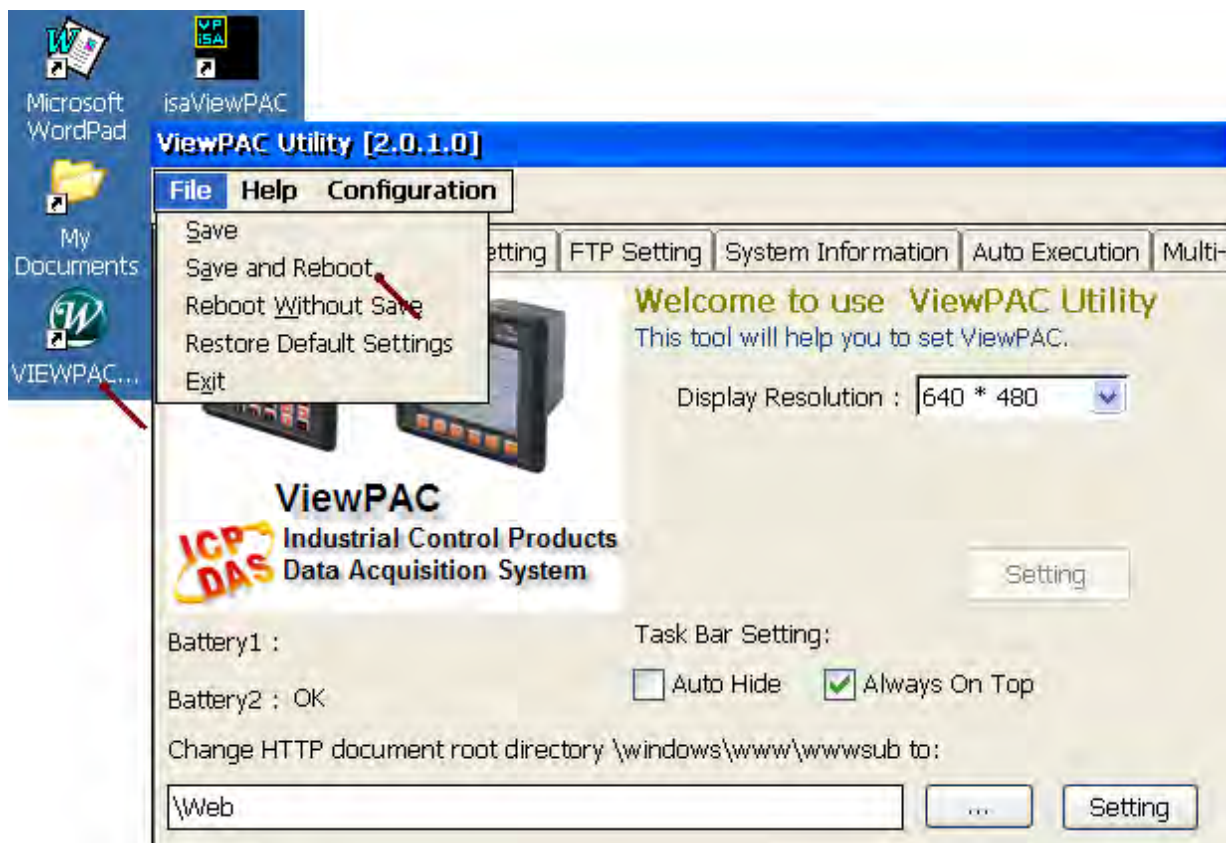 Microsoft
WordPad
VP
iSA
isaViewPAC
My
Documents
VIEWPAC...
ViewPAC Utility [2.0.1.0]
File Help Configuration
Save
Save and Reboot
Reboot Without Save
Restore Default Settings
Exit
etting FTP Setting System Information Auto Execution Multi-
Welcome to use ViewPAC Utility
This tool will help you to set ViewPAC.
Display Resolution : 640 * 480
ViewPAC
ICP DAS
Industrial Control Products
Data Acquisition System
Setting
Battery1 :
Battery2 : OK
Task Bar Setting:
Auto Hide Always On Top
Change HTTP document root directory \windows\www\wwwsub to:
\Web ... Setting